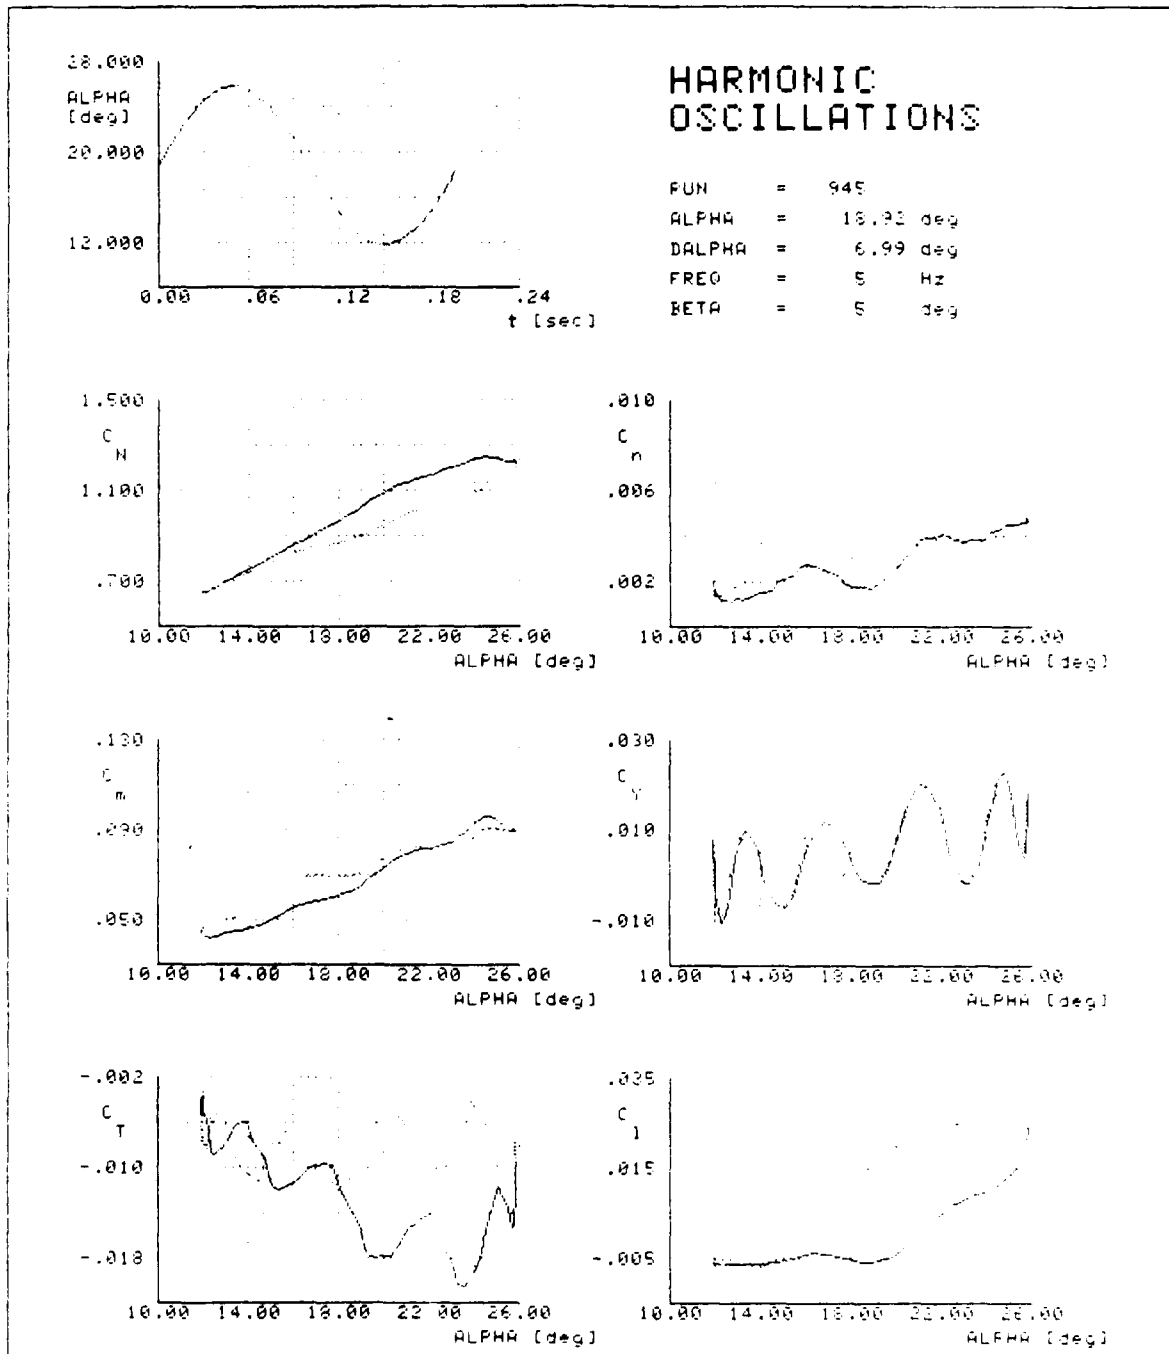 HARMONIC
OSCILLATIONS
RUN = 945
ALPHA = 18.92 deg
DALPHA = 6.99 deg
FREQ = 5 Hz
BETA = 5 deg
28.000
ALPHA
[deg]
20.000
12.000
0.00 .06 .12 .18 .24
t [sec]
1.500
C
N
1.100
.700
10.00 14.00 18.00 22.00 26.00
ALPHA [deg]
.010
C
n
.006
.002
10.00 14.00 18.00 22.00 26.00
ALPHA [deg]
.130
C
m
.090
.050
10.00 14.00 18.00 22.00 26.00
ALPHA [deg]
.030
C
Y
.010
-.010
10.00 14.00 18.00 22.00 26.00
ALPHA [deg]
-.002
C
T
-.010
-.018
10.00 14.00 18.00 22.00 26.00
ALPHA [deg]
.035
C
l
.015
-.005
10.00 14.00 18.00 22.00 26.00
ALPHA [deg]